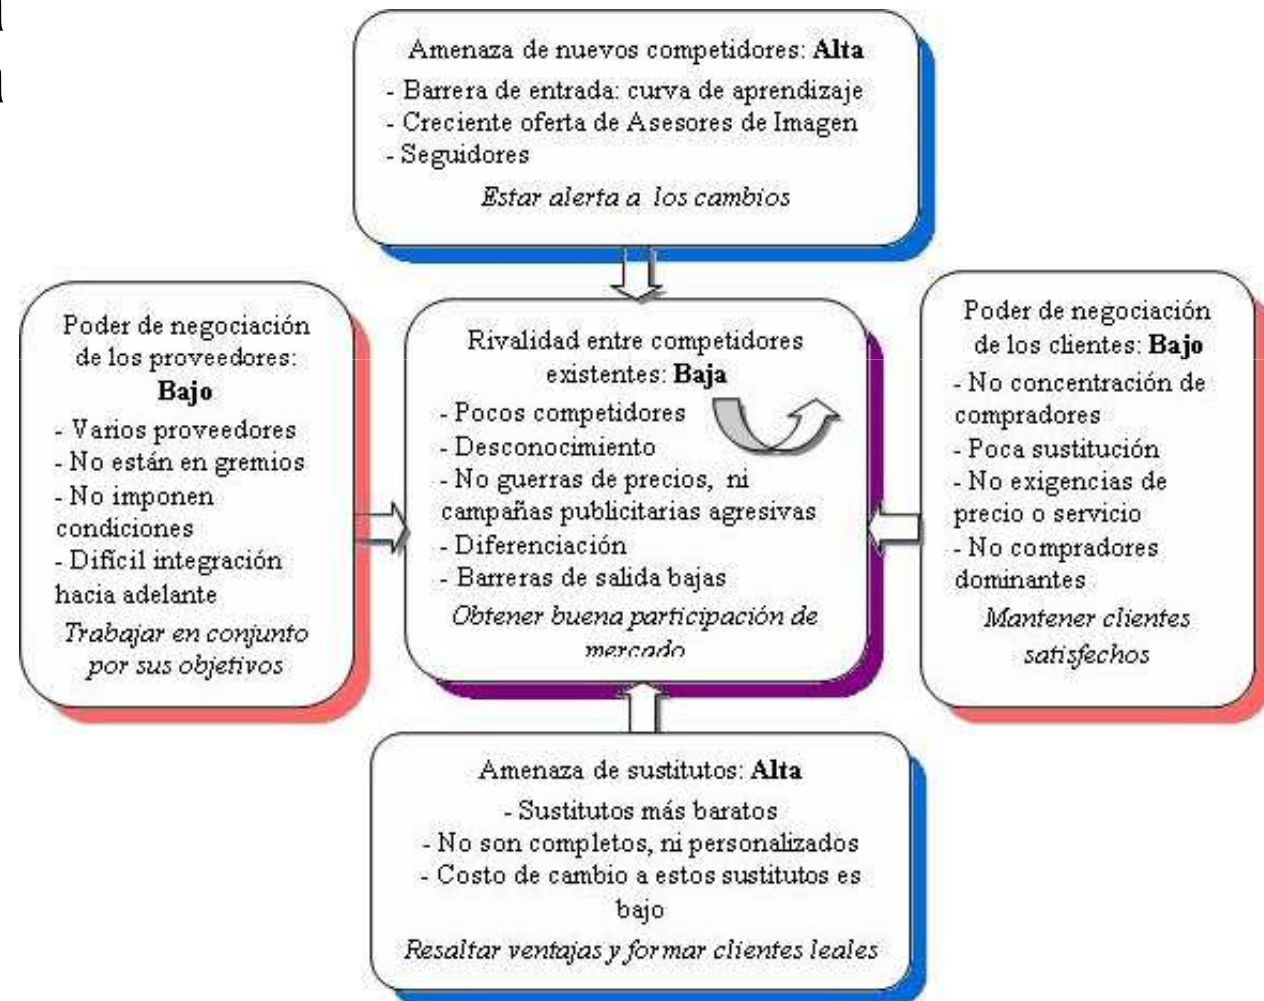 Amenaza de nuevos competidores: Alta
- Barrera de entrada: curva de aprendizaje
- Creciente oferta de Asesores de Imagen
- Seguidores
Estar alerta a los cambios
Poder de negociación
de los proveedores:
Bajo
- Varios proveedores
- No están en gremios
- No imponen
condiciones
- Difícil integración
hacia adelante
Trabajar en conjunto
por sus objetivos
Rivalidad entre competidores
existentes: Baja
- Pocos competidores
- Desconocimiento
- No guerras de precios, ni
campañas publicitarias agresivas
- Diferenciación
- Barreras de salida bajas
Obtener buena participación de
mercado
Poder de negociación
de los clientes: Bajo
- No concentración de
compradores
- Poca sustitución
- No exigencias de
precio o servicio
- No compradores
dominantes
Mantener clientes
satisfechos
Amenaza de sustitutos: Alta
- Sustitutos más baratos
- No son completos, ni personalizados
- Costo de cambio a estos sustitutos es
bajo
Resaltar ventajas y formar clientes leales